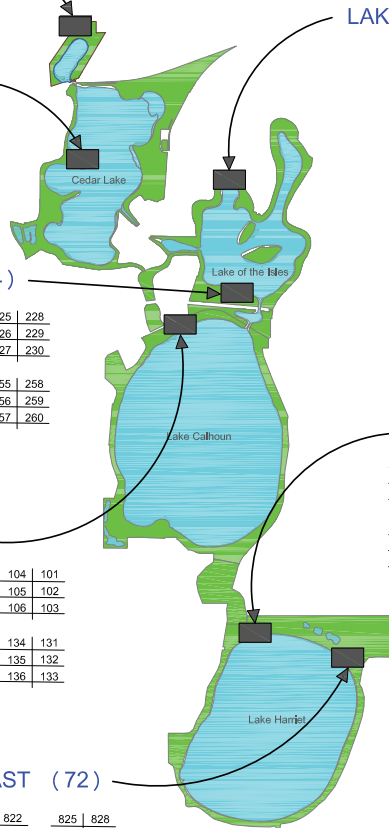 LAK
Cedar Lake
Lake of the Isles
)
25 228
26 229
27 230
55 258
56 259
57 260
Lake Calhoun
104 101
105 102
106 103
134 131
135 132
136 133
Lake Harriet
AST (72)
822 825 828